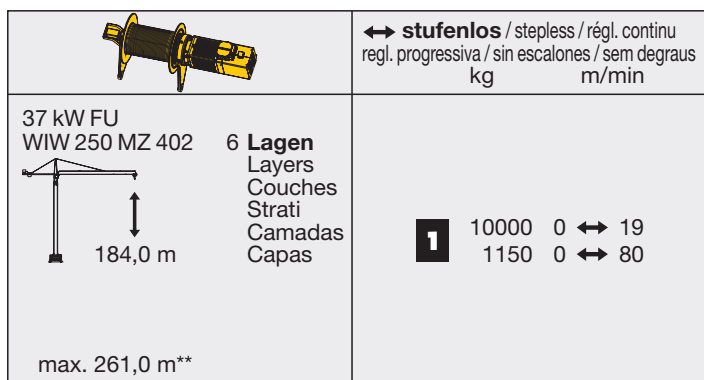 ↔ stufenlos / stepless / régl. continu
regl. progressiva / sin escalones / sem degraus
kg m/min
37 kW FU
WIW 250 MZ 402 6 Lagen
Layers
Couches
Strati
Camadas
184,0 m Capas
1 10000 0 ↔ 19
1150 0 ↔ 80
max. 261,0 m**